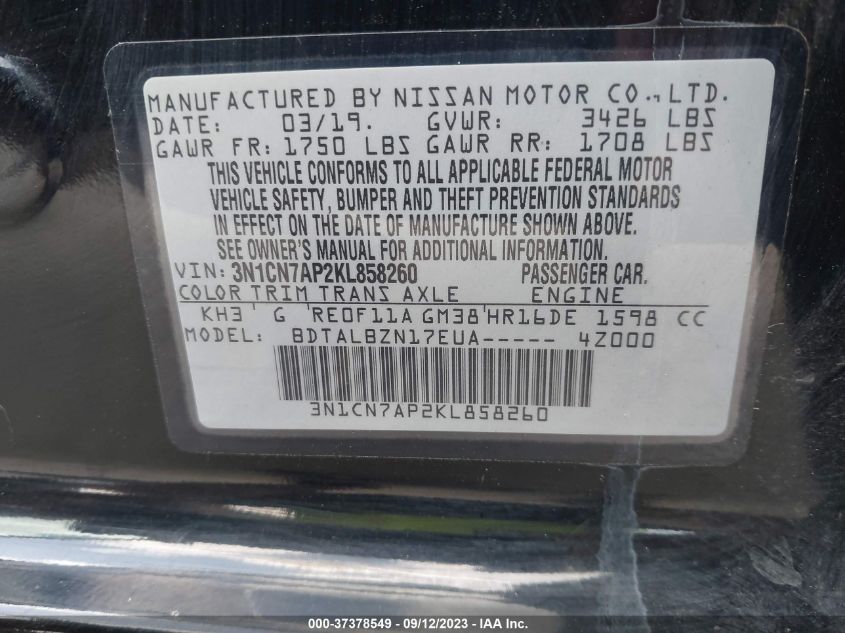 MANUFACTURED BY NISSAN MOTOR CO., LTD.
DATE: 03/19. GVWR: 3426 LBS
GAWR FR: 1750 LBS GAWR RR: 1708 LBS
THIS VEHICLE CONFORMS TO ALL APPLICABLE FEDERAL MOTOR
VEHICLE SAFETY, BUMPER AND THEFT PREVENTION STANDARDS
IN EFFECT ON THE DATE OF MANUFACTURE SHOWN ABOVE.
SEE OWNER'S MANUAL FOR ADDITIONAL INFORMATION.
VIN: 3N1CN7AP2KL858260 PASSENGER CAR.
COLOR TRIM TRANS AXLE ENGINE
KH3 G RE0F11A GM38 HR16DE 1598 CC
MODEL: BDTALBZN17EUA----- 4Z000
3N1CN7AP2KL858260
000-37378549 - 09/12/2023 - IAA Inc.